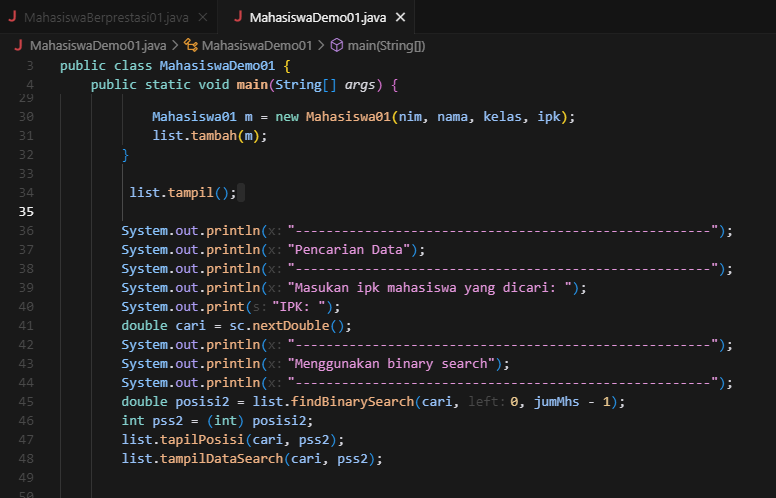 J MahasiswaBerprestasi01.java ×
J MahasiswaDemo01.java ×
J MahasiswaDemo01.java > MahasiswaDemo01 > main(String[])
3 public class MahasiswaDemo01 {
4 public static void main(String[] args) {
29
30 Mahasiswa01 m = new Mahasiswa01(nim, nama, kelas, ipk);
31 list.tambah(m);
32 }
33
34 list.tampil();
35
36 System.out.println(x: "------------------------------------------------------");
37 System.out.println(x: "Pencarian Data");
38 System.out.println(x: "------------------------------------------------------");
39 System.out.println(x: "Masukan ipk mahasiswa yang dicari: ");
40 System.out.print(s: "IPK: ");
41 double cari = sc.nextDouble();
42 System.out.println(x: "------------------------------------------------------");
43 System.out.println(x: "Menggunakan binary search");
44 System.out.println(x: "------------------------------------------------------");
45 double posisi2 = list.findBinarySearch(cari, left: 0, jumMhs - 1);
46 int pss2 = (int) posisi2;
47 list.tapilPosisi(cari, pss2);
48 list.tampilDataSearch(cari, pss2);
49
50